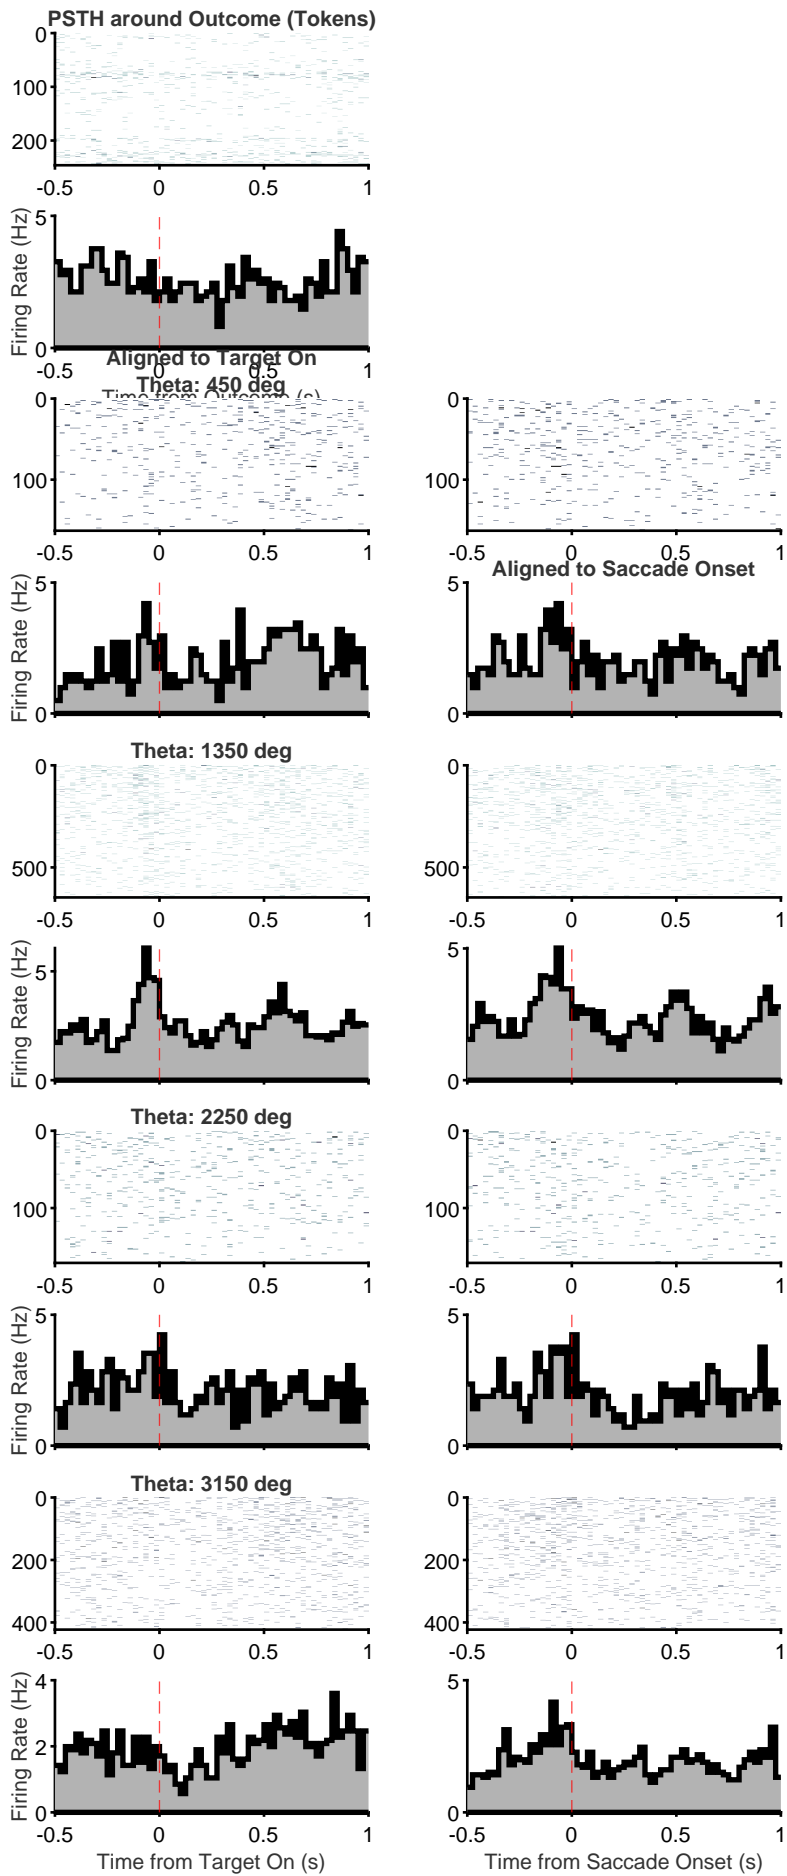 PSTH around Outcome (Tokens)
0
100
200
-0.5 0 0.5 1
5
0
Firing Rate (Hz)
-0.5 0 0.5 1
Aligned to Target On
Time from Outcome (s)
Theta: 450 deg
0
100
-0.5 0 0.5 1
0
100
-0.5 0 0.5 1
Aligned to Saccade Onset
5
0
Firing Rate (Hz)
-0.5 0 0.5 1
5
0
-0.5 0 0.5 1
Theta: 1350 deg
0
500
-0.5 0 0.5 1
0
500
-0.5 0 0.5 1
5
0
Firing Rate (Hz)
-0.5 0 0.5 1
5
0
-0.5 0 0.5 1
Theta: 2250 deg
0
100
-0.5 0 0.5 1
0
100
-0.5 0 0.5 1
5
0
Firing Rate (Hz)
-0.5 0 0.5 1
5
0
-0.5 0 0.5 1
Theta: 3150 deg
0
200
400
-0.5 0 0.5 1
0
200
400
-0.5 0 0.5 1
4
2
0
Firing Rate (Hz)
-0.5 0 0.5 1
Time from Target On (s)
5
0
-0.5 0 0.5 1
Time from Saccade Onset (s)